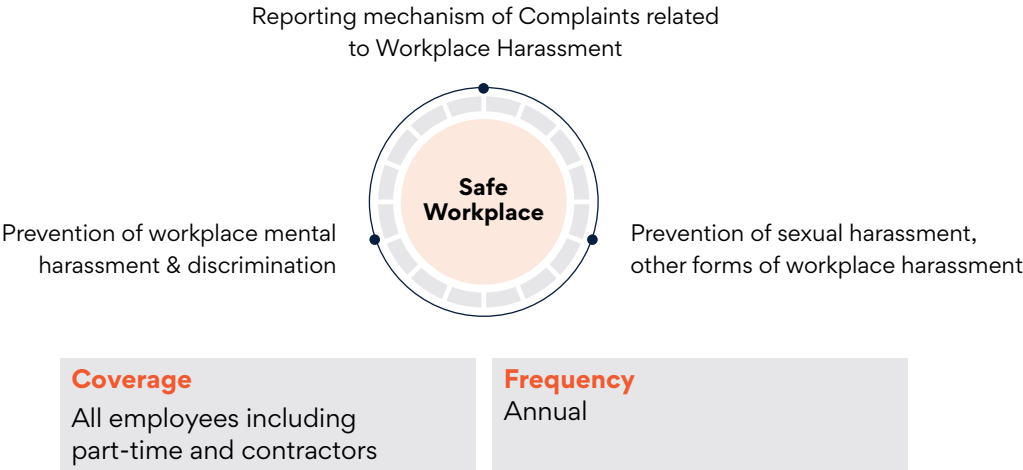 Reporting mechanism of Complaints related
to Workplace Harassment
Safe
Workplace
Prevention of workplace mental
harassment & discrimination
Prevention of sexual harassment,
other forms of workplace harassment
Coverage
All employees including
part-time and contractors
Frequency
Annual